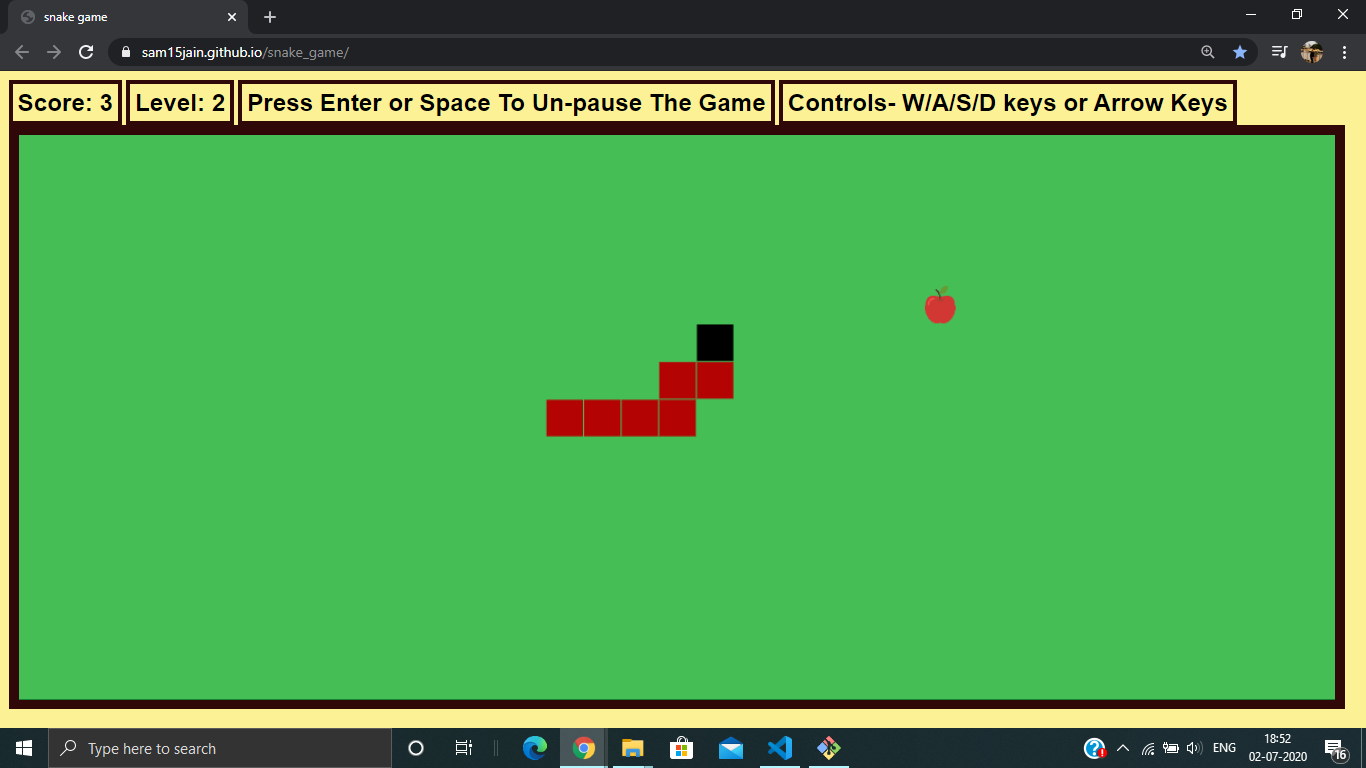 snake game
sam15jain.github.io/snake_game/
Score: 3
Level: 2
Press Enter or Space To Un-pause The Game
Controls- W/A/S/D keys or Arrow Keys
Type here to search
ENG
18:52
02-07-2020
16